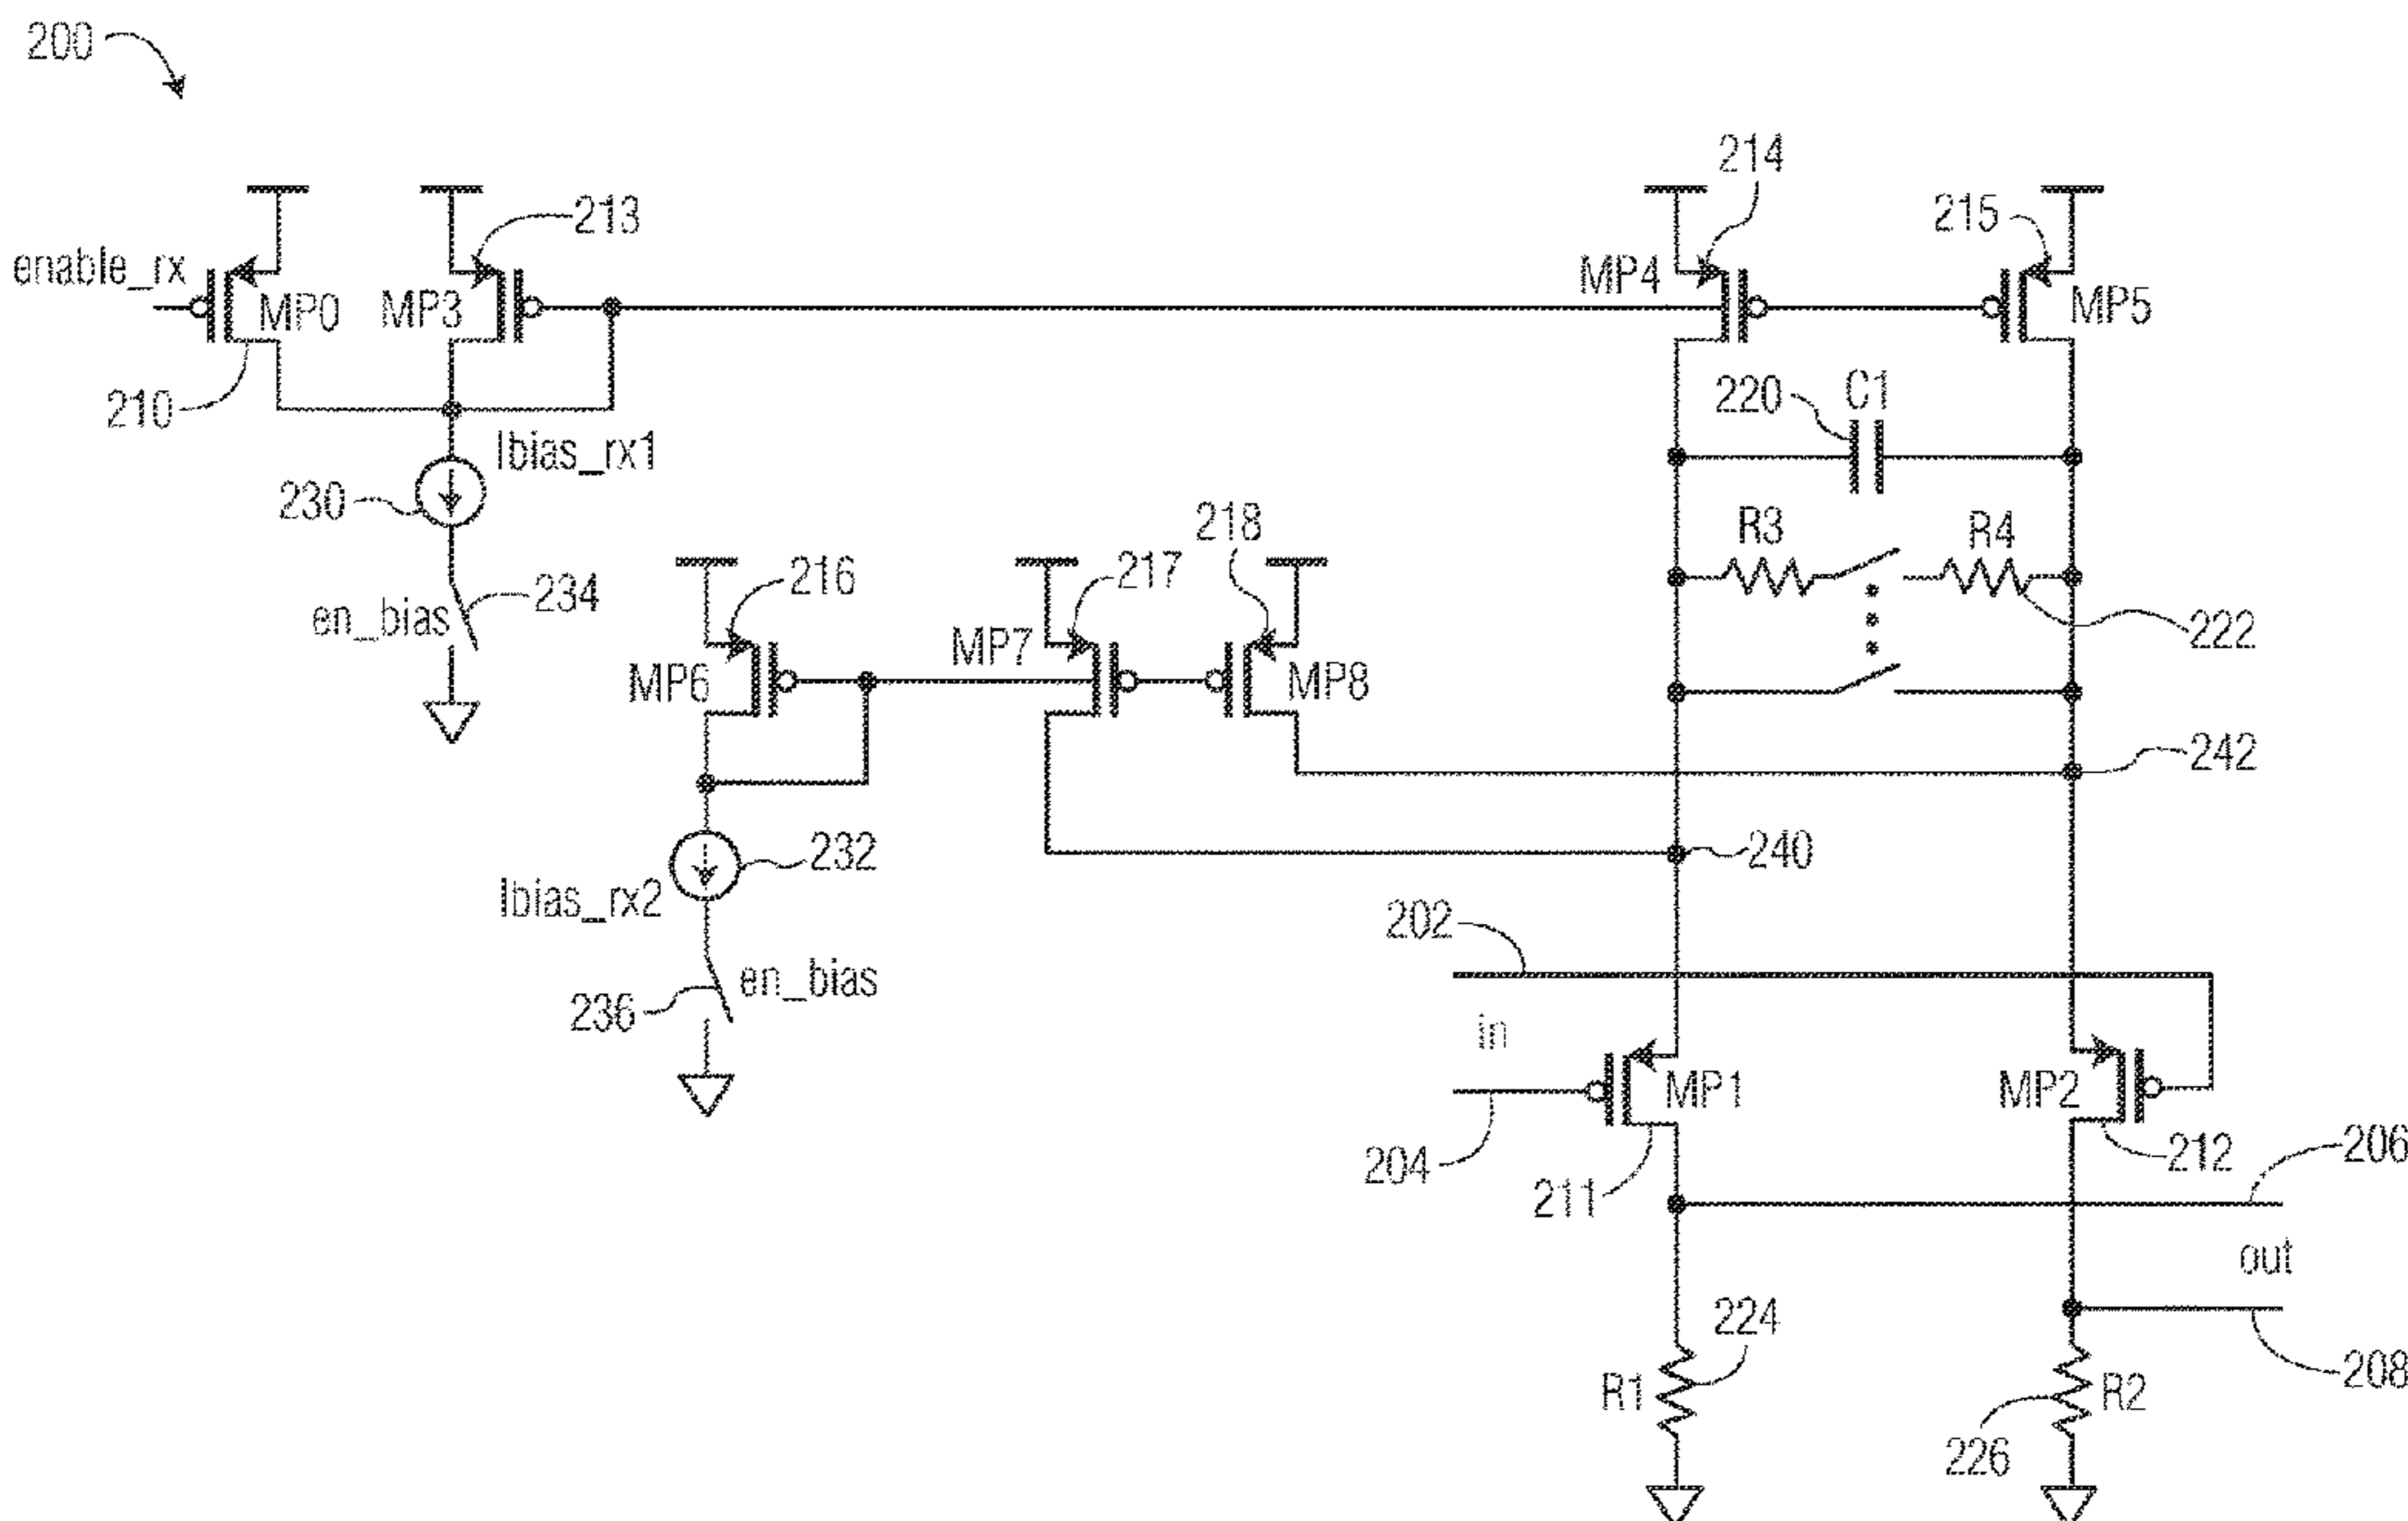 200
214
213
215
enable_rx
MP0
MP3
MP4
MP5
210
220
C1
Ibias_rx1
230
218
R3
R4
216
217
234
en_bias
222
MP6
MP7
MP8
242
232
240
Ibias_rx2
202
236
en_bias
in
MP1
MP2
204
211
212
206
out
224
R1
R2
208
226